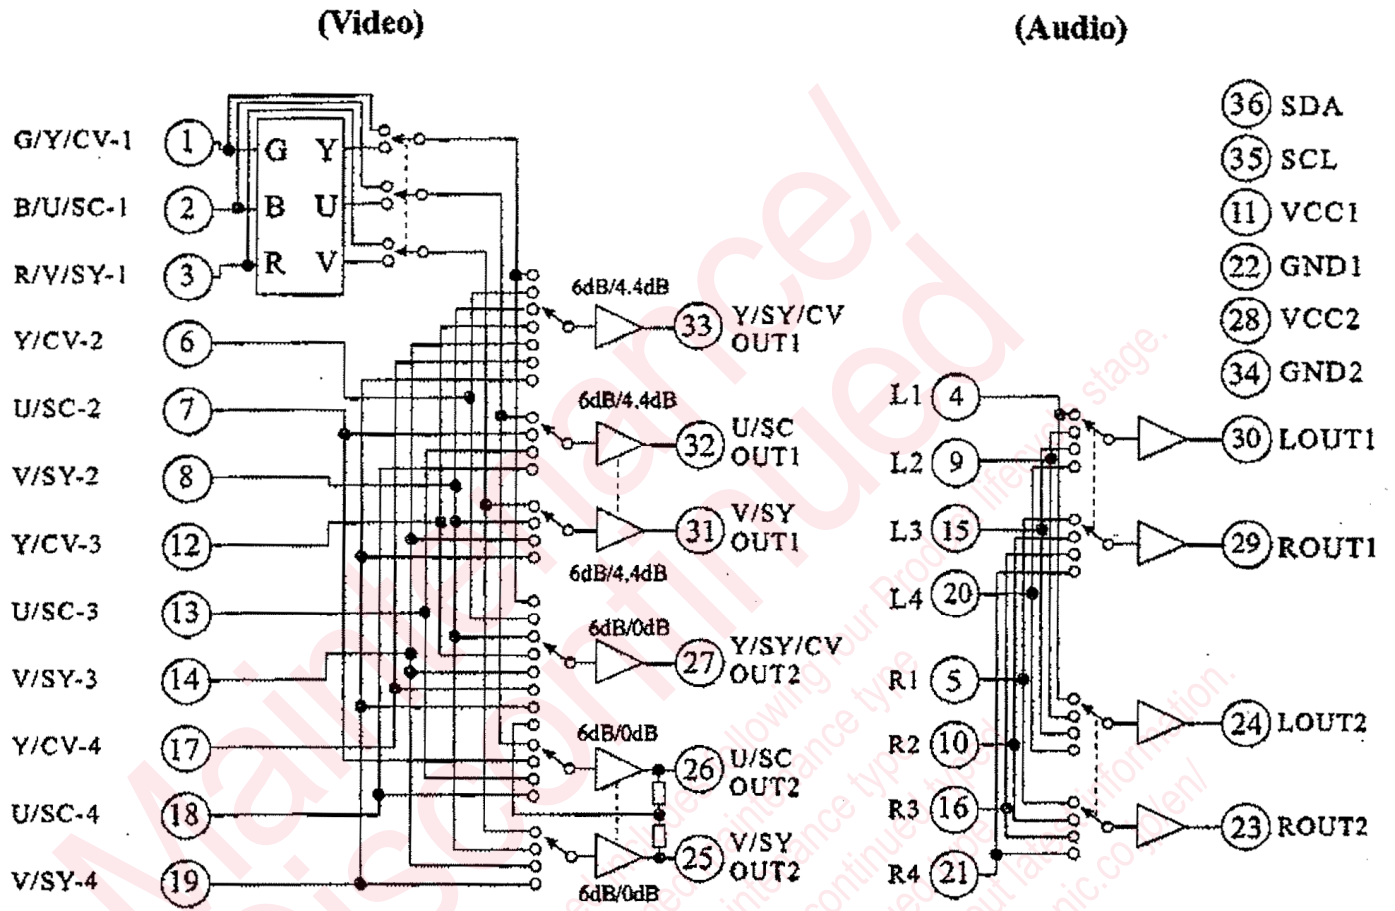 (Video)
(Audio)
G/Y/CV-1
1
G
Y
B/U/SC-1
2
B
U
R/V/SY-1
3
R
V
Y/CV-2
6
U/SC-2
7
V/SY-2
8
Y/CV-3
12
U/SC-3
13
V/SY-3
14
Y/CV-4
17
U/SC-4
18
V/SY-4
19
6dB/4.4dB
33
Y/SY/CV
OUT1
6dB/4.4dB
32
U/SC
OUT1
31
V/SY
OUT1
6dB/4.4dB
6dB/0dB
27
Y/SY/CV
OUT2
6dB/0dB
26
U/SC
OUT2
25
V/SY
OUT2
6dB/0dB
36 SDA
35 SCL
11 VCC1
22 GND1
28 VCC2
34 GND2
L1 4
L2 9
L3 15
L4 20
R1 5
R2 10
R3 16
R4 21
30 LOUT1
29 ROUT1
24 LOUT2
23 ROUT2
Maintenance/
Discontinued